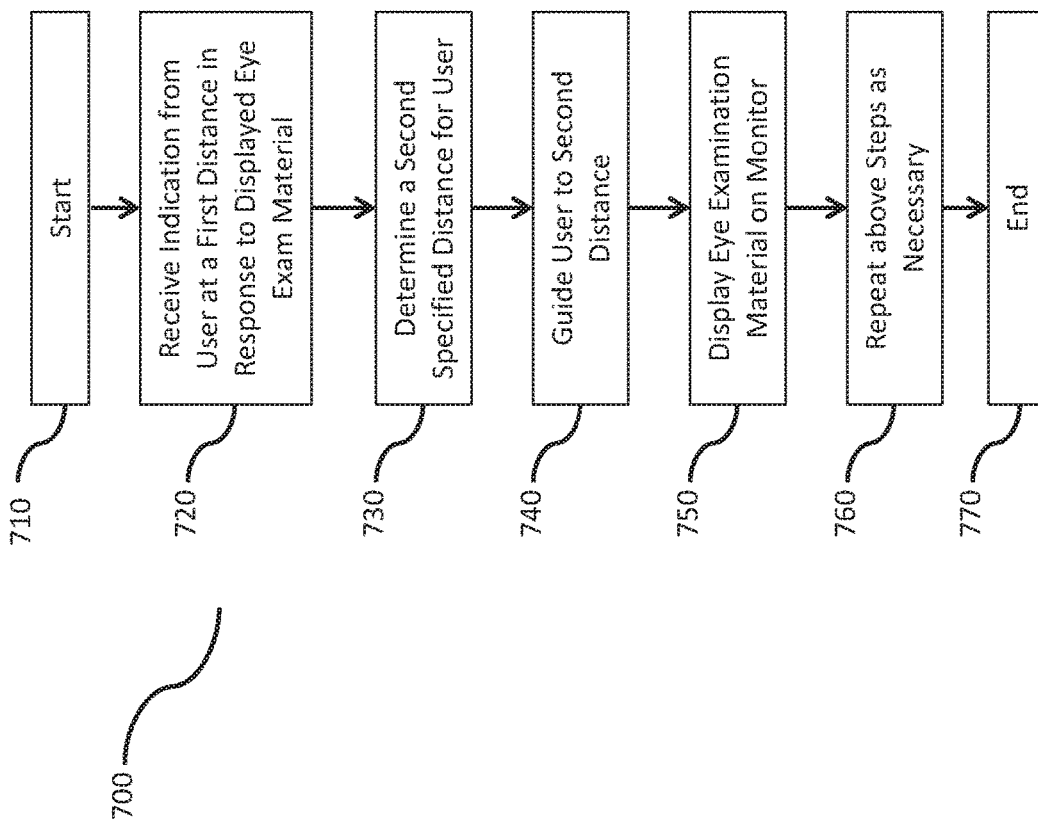 700
710
Start
720
Receive Indication from
User at a First Distance in
Response to Displayed Eye
Exam Material
730
Determine a Second
Specified Distance for User
740
Guide User to Second
Distance
750
Display Eye Examination
Material on Monitor
760
Repeat above Steps as
Necessary
770
End